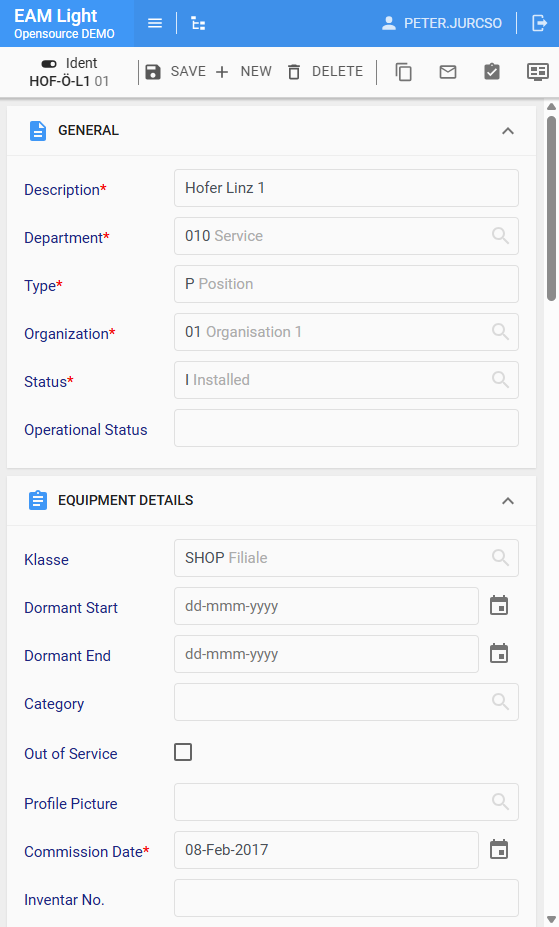 EAM Light
Opensource DEMO
PETER.JURCSO
Ident
HOF-Ö-L1 01
SAVE
NEW
DELETE
GENERAL
Description* Hofer Linz 1
Department* 010 Service
Type* P Position
Organization* 01 Organisation 1
Status* I Installed
Operational Status
EQUIPMENT DETAILS
Klasse SHOP Filiale
Dormant Start dd-mmm-yyyy
Dormant End dd-mmm-yyyy
Category
Out of Service
Profile Picture
Commission Date* 08-Feb-2017
Inventar No.